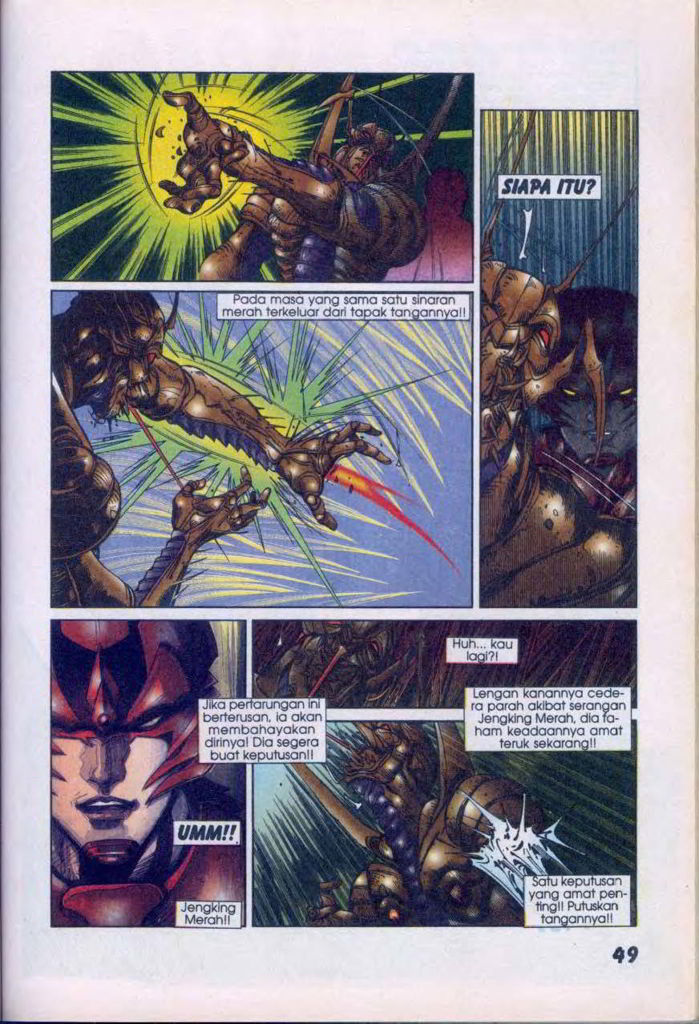 SIAPA ITU?
Pada masa yang sama satu sinaran
merah terkeluar dari tapak tangannya!!
Huh... kau
lagi?!
Jika pertarungan ini
berterusan, ia akan
membahayakan
dirinya! Dia segera
buat keputusan!!
Lengan kanannya cede-
ra parah akibat serangan
Jengking Merah, dia fa-
ham keadaannya amat
teruk sekarang!!
UMM!!
Jengking
Merah!!
Satu keputusan
yang amat pen-
ting!! Putuskan
tangannya!!
49